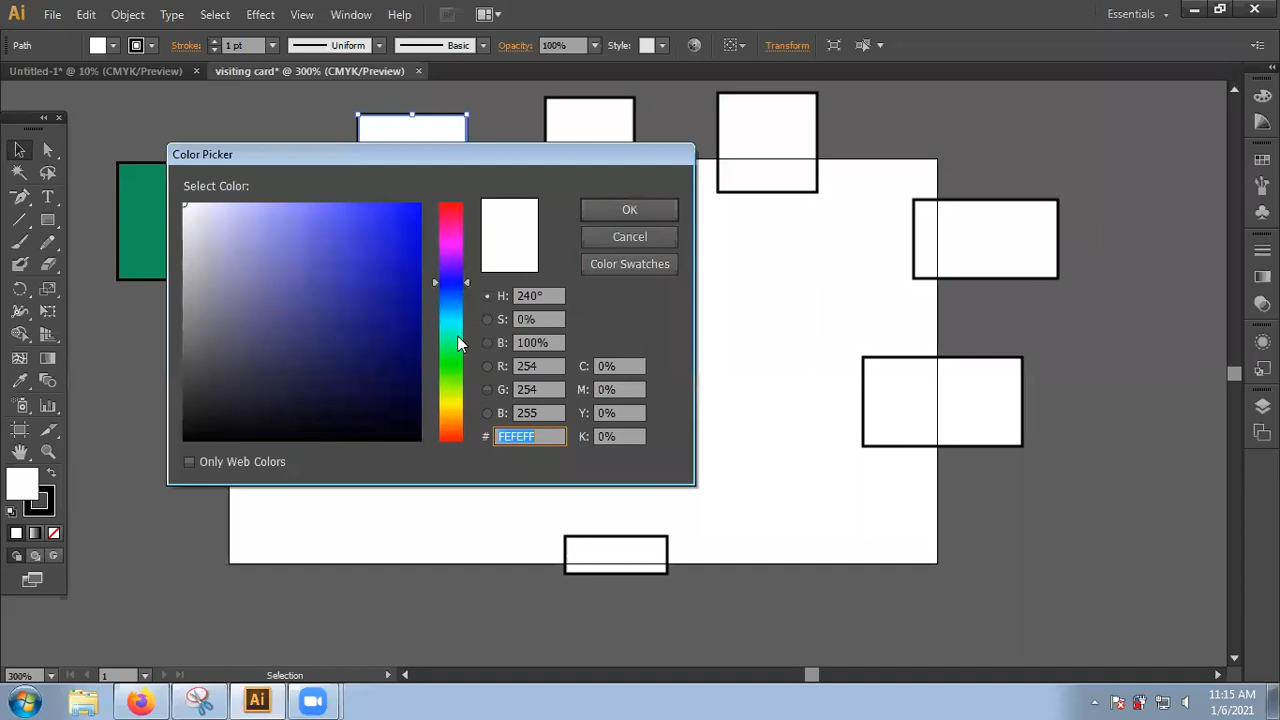 Ai File Edit Object Type Select Effect View Window Help Essentials
Path Stroke: 1 pt Uniform Basic Opacity: 100% Style: Transform
Untitled-1* @ 10% (CMYK/Preview) × visiting card* @ 300% (CMYK/Preview) ×
Color Picker
Select Color:
OK
Cancel
Color Swatches
H: 240°
S: 0%
B: 100%
R: 254 C: 0%
G: 254 M: 0%
B: 255 Y: 0%
# FEFEFF K: 0%
Only Web Colors
300% 1 Selection
Ai
11:15 AM
1/6/2021